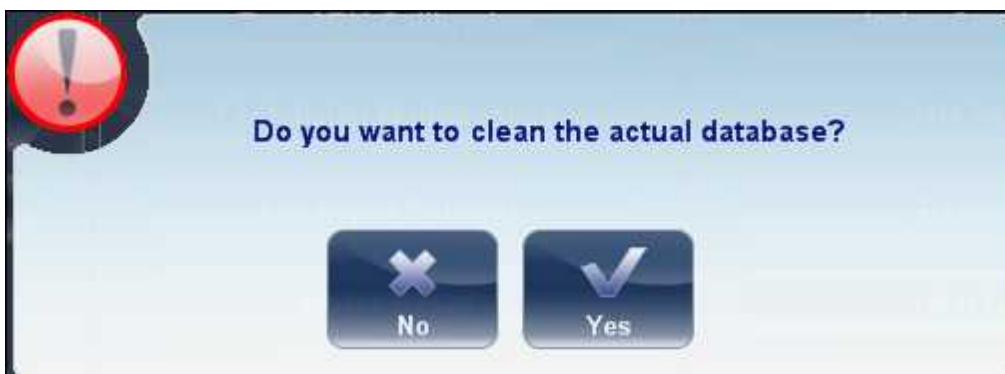 Do you want to clean the actual database?
No
Yes